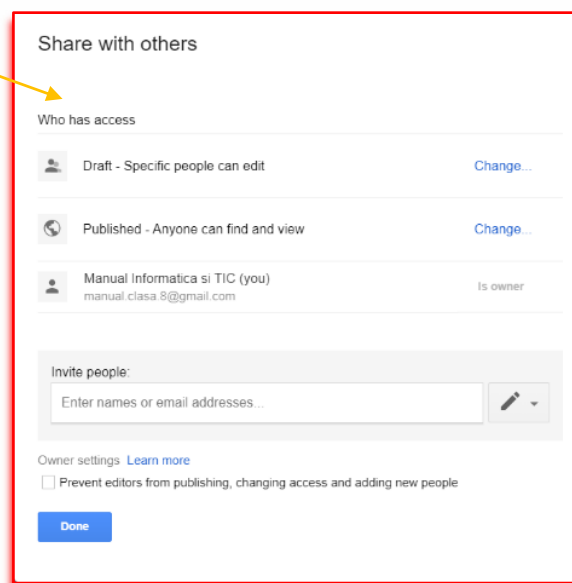 Share with others
Who has access
Draft - Specific people can edit
Change...
Published - Anyone can find and view
Change...
Manual Informatica si TIC (you)
manual.clasa.8@gmail.com
Is owner
Invite people:
Enter names or email addresses...
Owner settings Learn more
Prevent editors from publishing, changing access and adding new people
Done